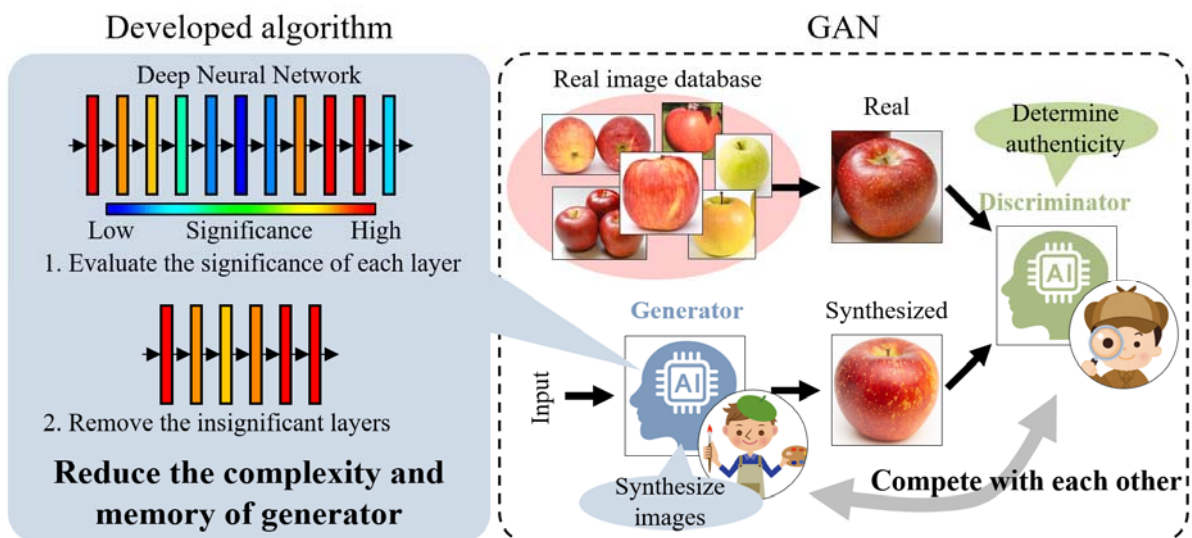 Developed algorithm
Deep Neural Network
Low Significance High
1. Evaluate the significance of each layer
2. Remove the insignificant layers
Reduce the complexity and
memory of generator
GAN
Real image database
Real
Determine
authenticity
Discriminator
AI
Generator
Synthesized
Input
AI
Synthesize
images
Compete with each other